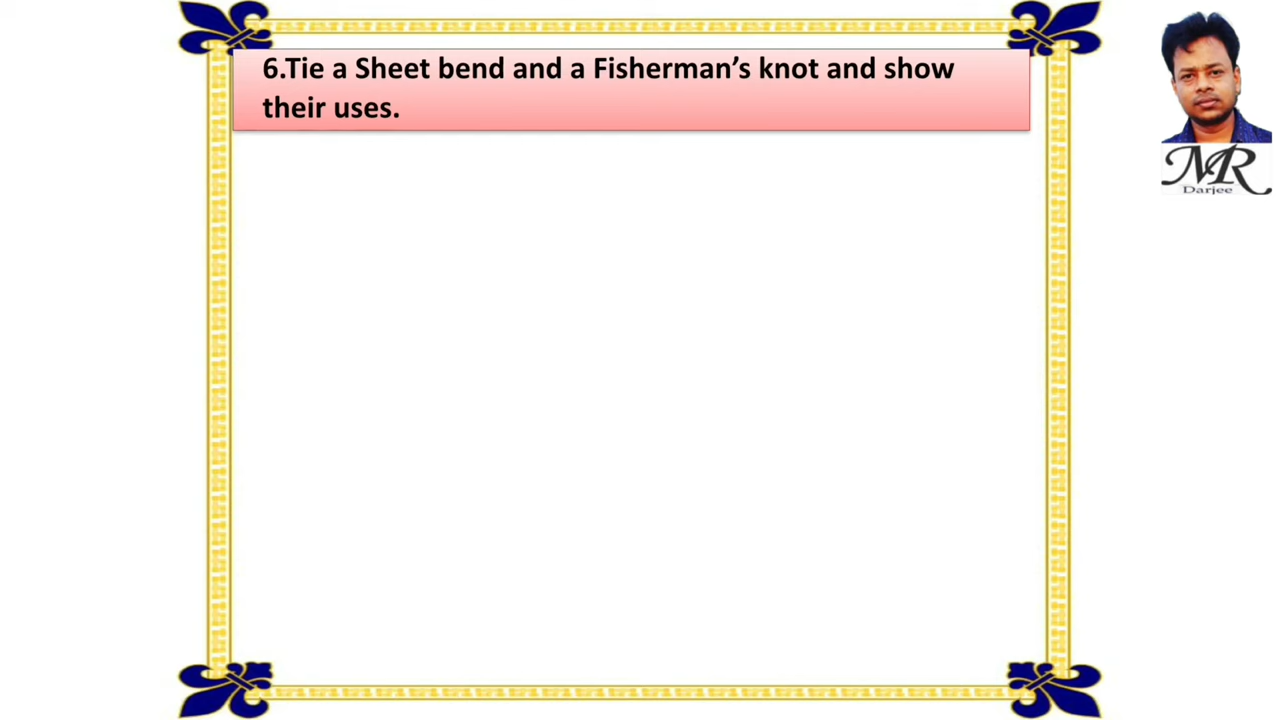 6.Tie a Sheet bend and a Fisherman’s knot and show
their uses.
MR
Darjee